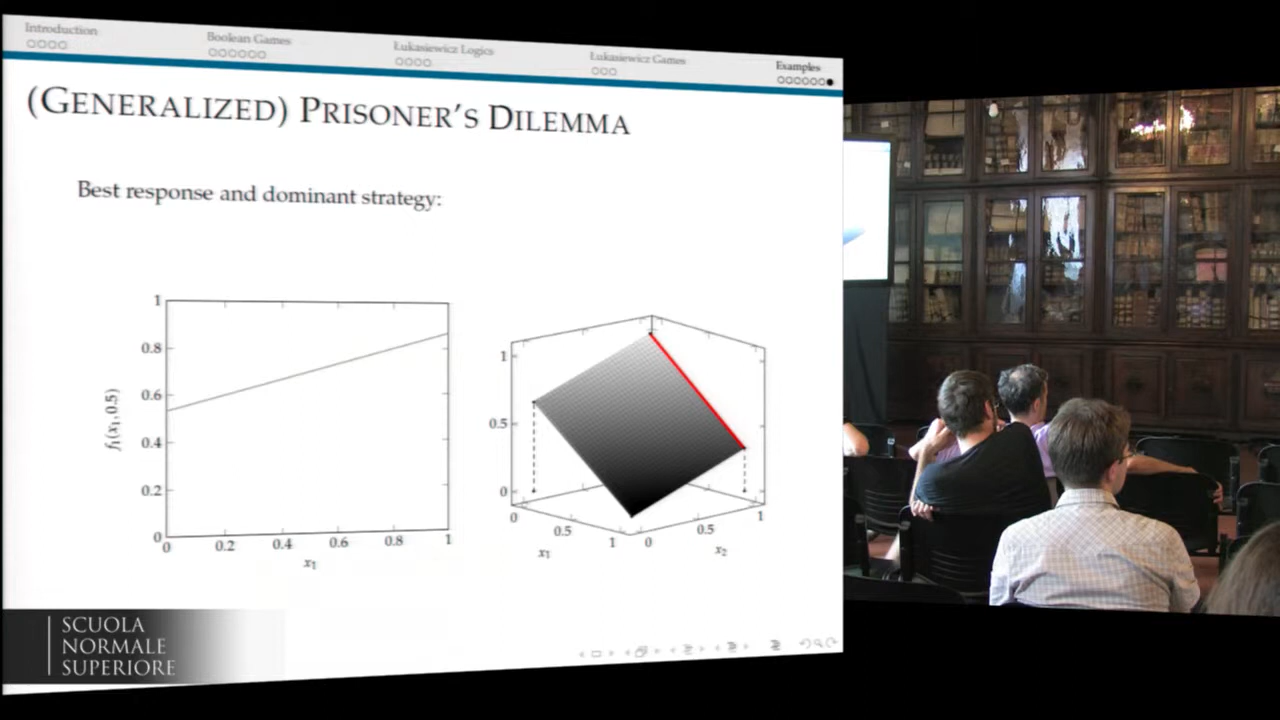 Introduction
Boolean Games
Łukasiewicz Logics
Łukasiewicz Games
Examples
(GENERALIZED) PRISONER'S DILEMMA
Best response and dominant strategy:
1
0.8
0.6
0.4
0.2
0
f₁(x₁, 0.5)
0 0.2 0.4 0.6 0.8 1
x₁
1
0.5
0
0 0.5 1
x₁
0 0.5 1
x₂
SCUOLA
NORMALE
SUPERIORE